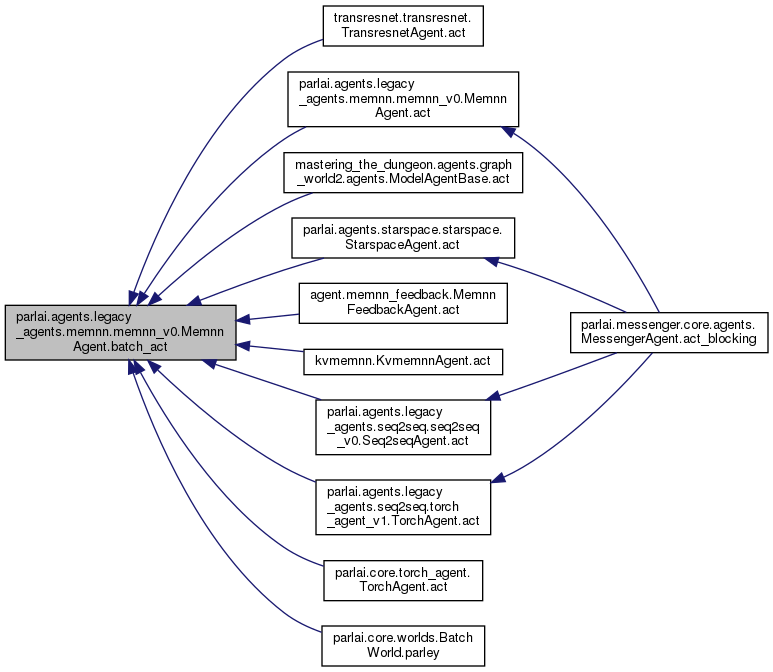 transresnet.transresnet.
TransresnetAgent.act
parlai.agents.legacy
_agents.memnn.memnn_v0.Memnn
Agent.act
mastering_the_dungeon.agents.graph
_world2.agents.ModelAgentBase.act
parlai.agents.starspace.starspace.
StarspaceAgent.act
agent.memnn_feedback.Memnn
FeedbackAgent.act
parlai.agents.legacy
_agents.memnn.memnn_v0.Memnn
Agent.batch_act
parlai.messenger.core.agents.
MessengerAgent.act_blocking
kvmemnn.KvmemnnAgent.act
parlai.agents.legacy
_agents.seq2seq.seq2seq
_v0.Seq2seqAgent.act
parlai.agents.legacy
_agents.seq2seq.torch
_agent_v1.TorchAgent.act
parlai.core.torch_agent.
TorchAgent.act
parlai.core.worlds.Batch
World.parley